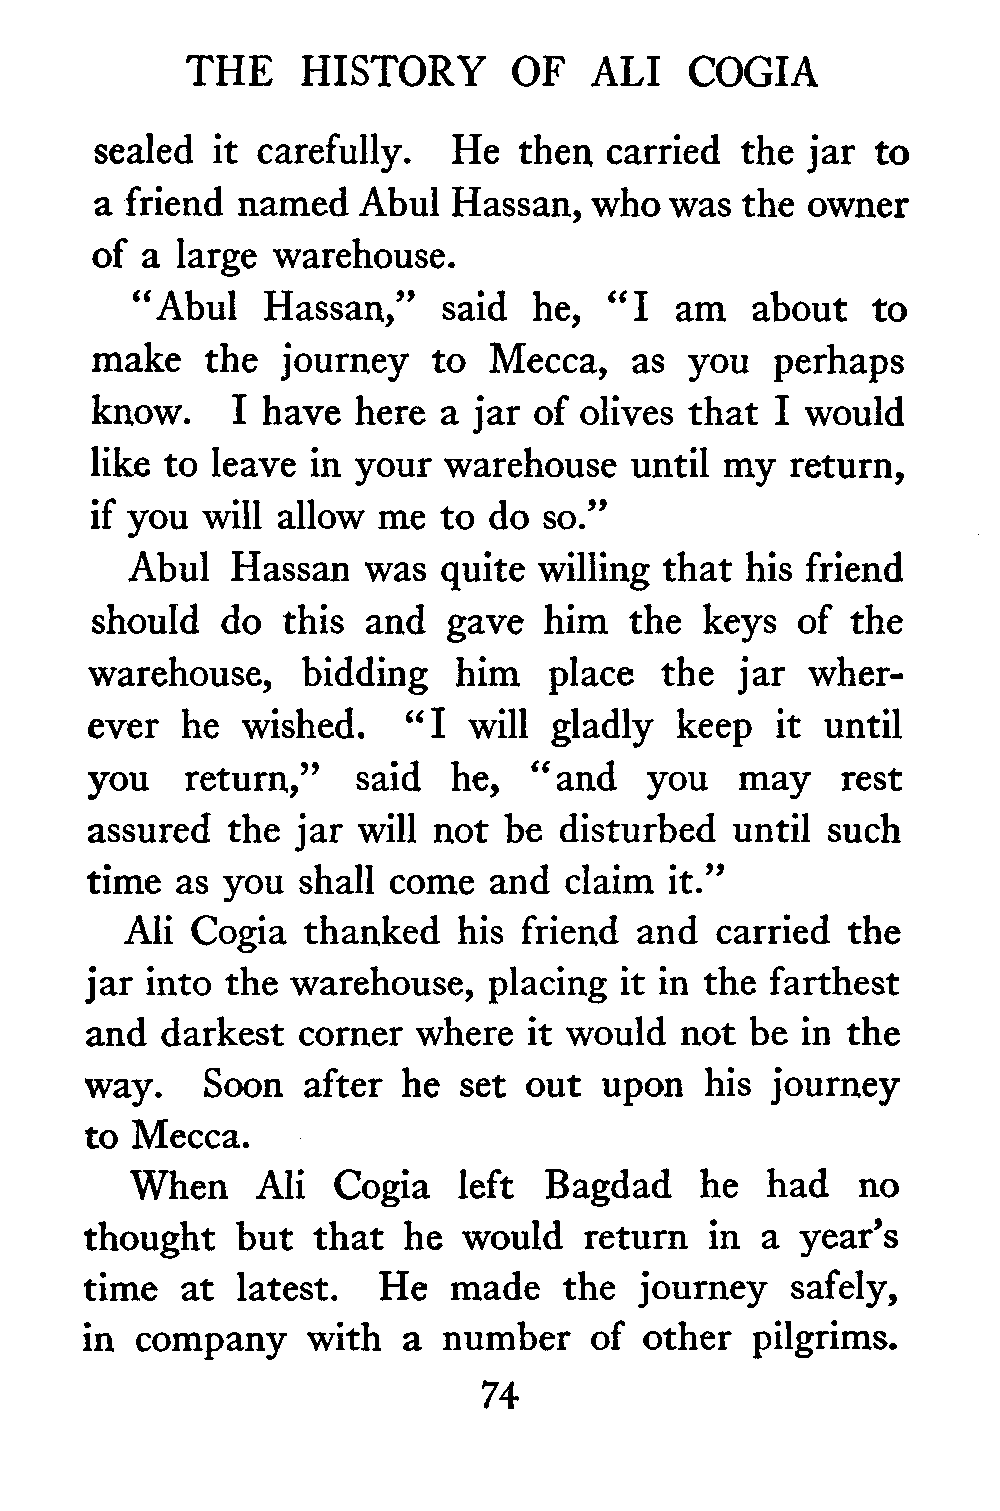 THE HISTORY OF ALI COGIA
sealed it carefully. He then carried the jar to
a friend named Abul Hassan, who was the owner
of a large warehouse.
"Abul Hassan," said he, "I am about to
make the journey to Mecca, as you perhaps
know. I have here a jar of olives that I would
like to leave in your warehouse until my return,
if you will allow me to do so."
Abul Hassan was quite willing that his friend
should do this and gave him the keys of the
warehouse, bidding him place the jar wher-
ever he wished. "I will gladly keep it until
you return," said he, "and you may rest
assured the jar will not be disturbed until such
time as you shall come and claim it."
Ali Cogia thanked his friend and carried the
jar into the warehouse, placing it in the farthest
and darkest corner where it would not be in the
way. Soon after he set out upon his journey
to Mecca.
When Ali Cogia left Bagdad he had no
thought but that he would return in a year's
time at latest. He made the journey safely,
in company with a number of other pilgrims.
74